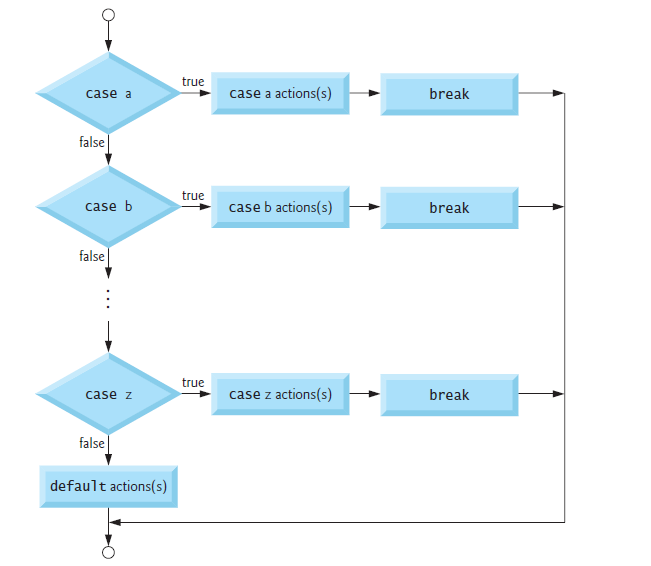 case a
true
case a actions(s)
break
false
case b
true
case b actions(s)
break
false
case z
true
case z actions(s)
break
false
default actions(s)